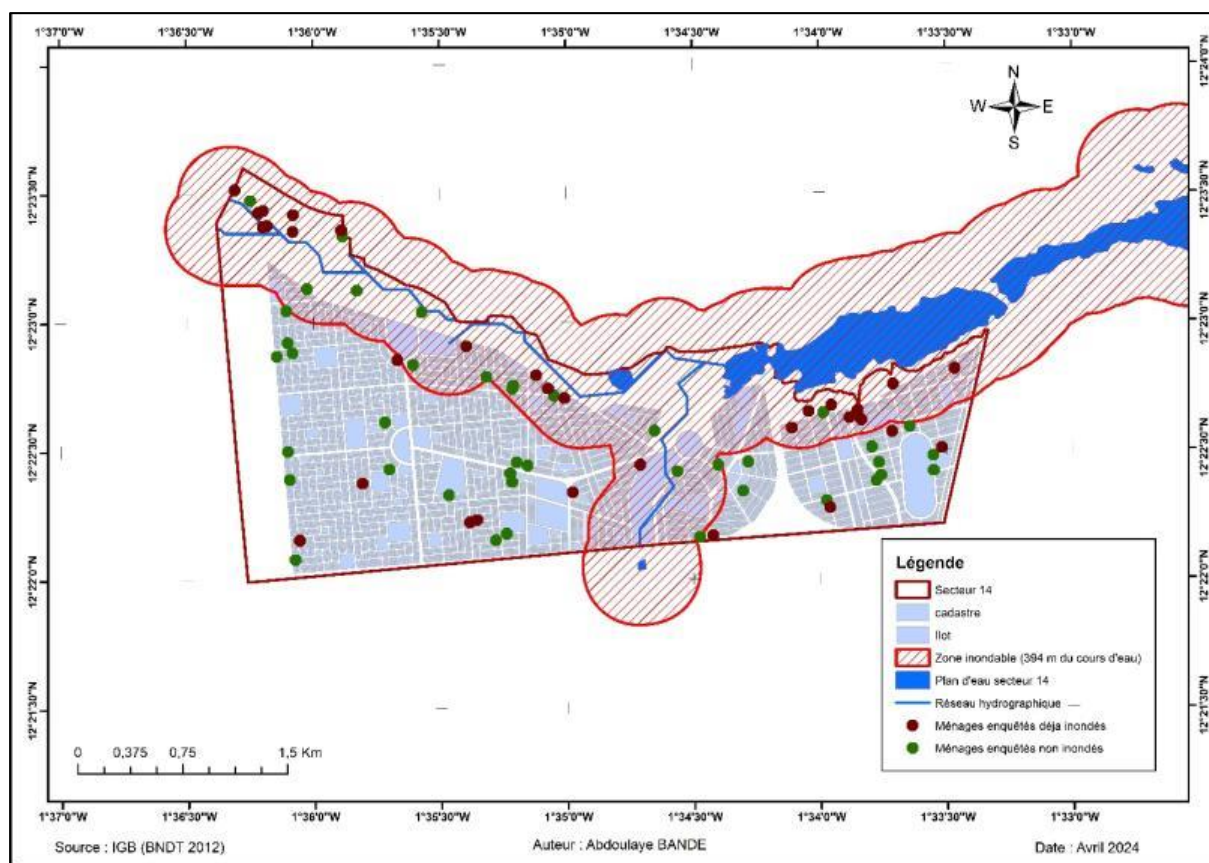 1°37'0"W 1°36'30"W 1°36'0"W 1°35'30"W 1°35'0"W 1°34'30"W 1°34'0"W 1°33'30"W 1°33'0"W
12°24'0"N
N
W E
S
12°23'30"N 12°23'30"N
12°23'0"N 12°23'0"N
12°22'30"N 12°22'30"N
12°22'0"N 12°22'0"N
12°21'30"N 12°21'30"N
Légende
Secteur 14
cadastre
Ilot
Zone inondable (394 m du cours d'eau)
Plan d'eau secteur 14
Réseau hydrographique
Ménages enquêtés déja inondés
Ménages enquêtés non inondés
0 0,375 0,75 1,5 Km
1°37'0"W 1°36'30"W 1°36'0"W 1°35'30"W 1°35'0"W 1°34'30"W 1°34'0"W 1°33'30"W 1°33'0"W
Source : IGB (BNDT 2012) Auteur : Abdoulaye BANDE Date : Avril 2024